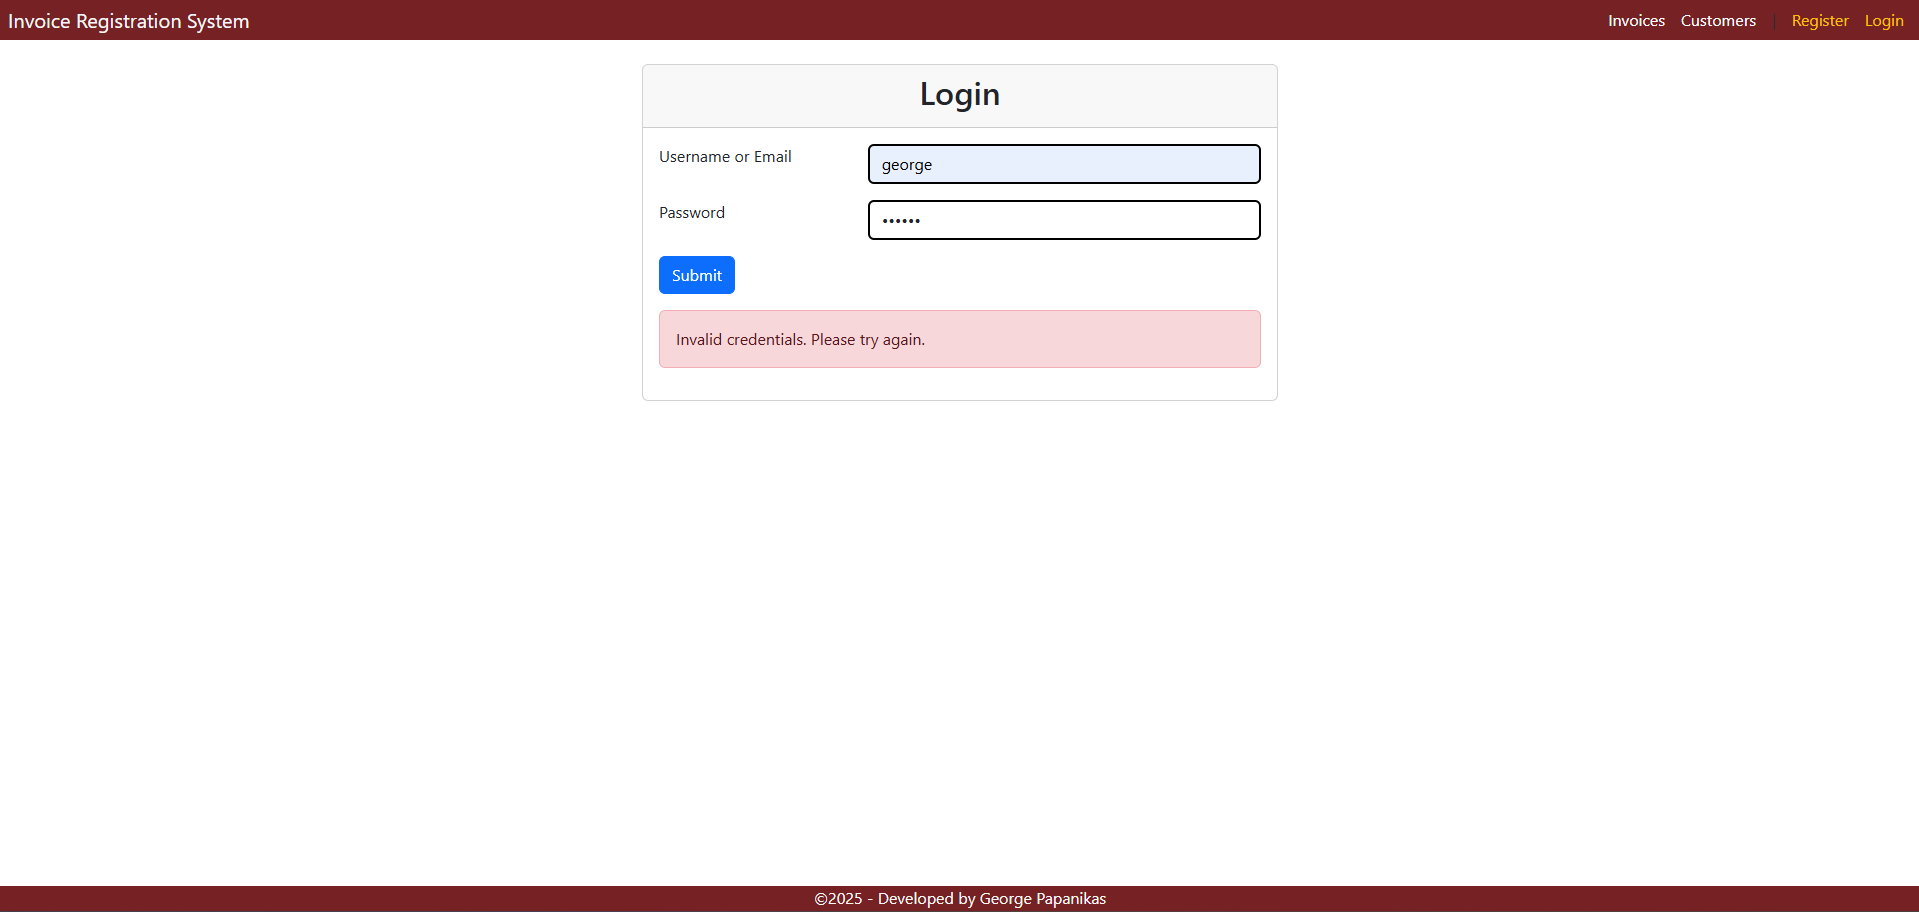 Invoice Registration System
Invoices Customers | Register Login
Login
Username or Email
george
Password
••••••
Submit
Invalid credentials. Please try again.
©2025 - Developed by George Papanikas